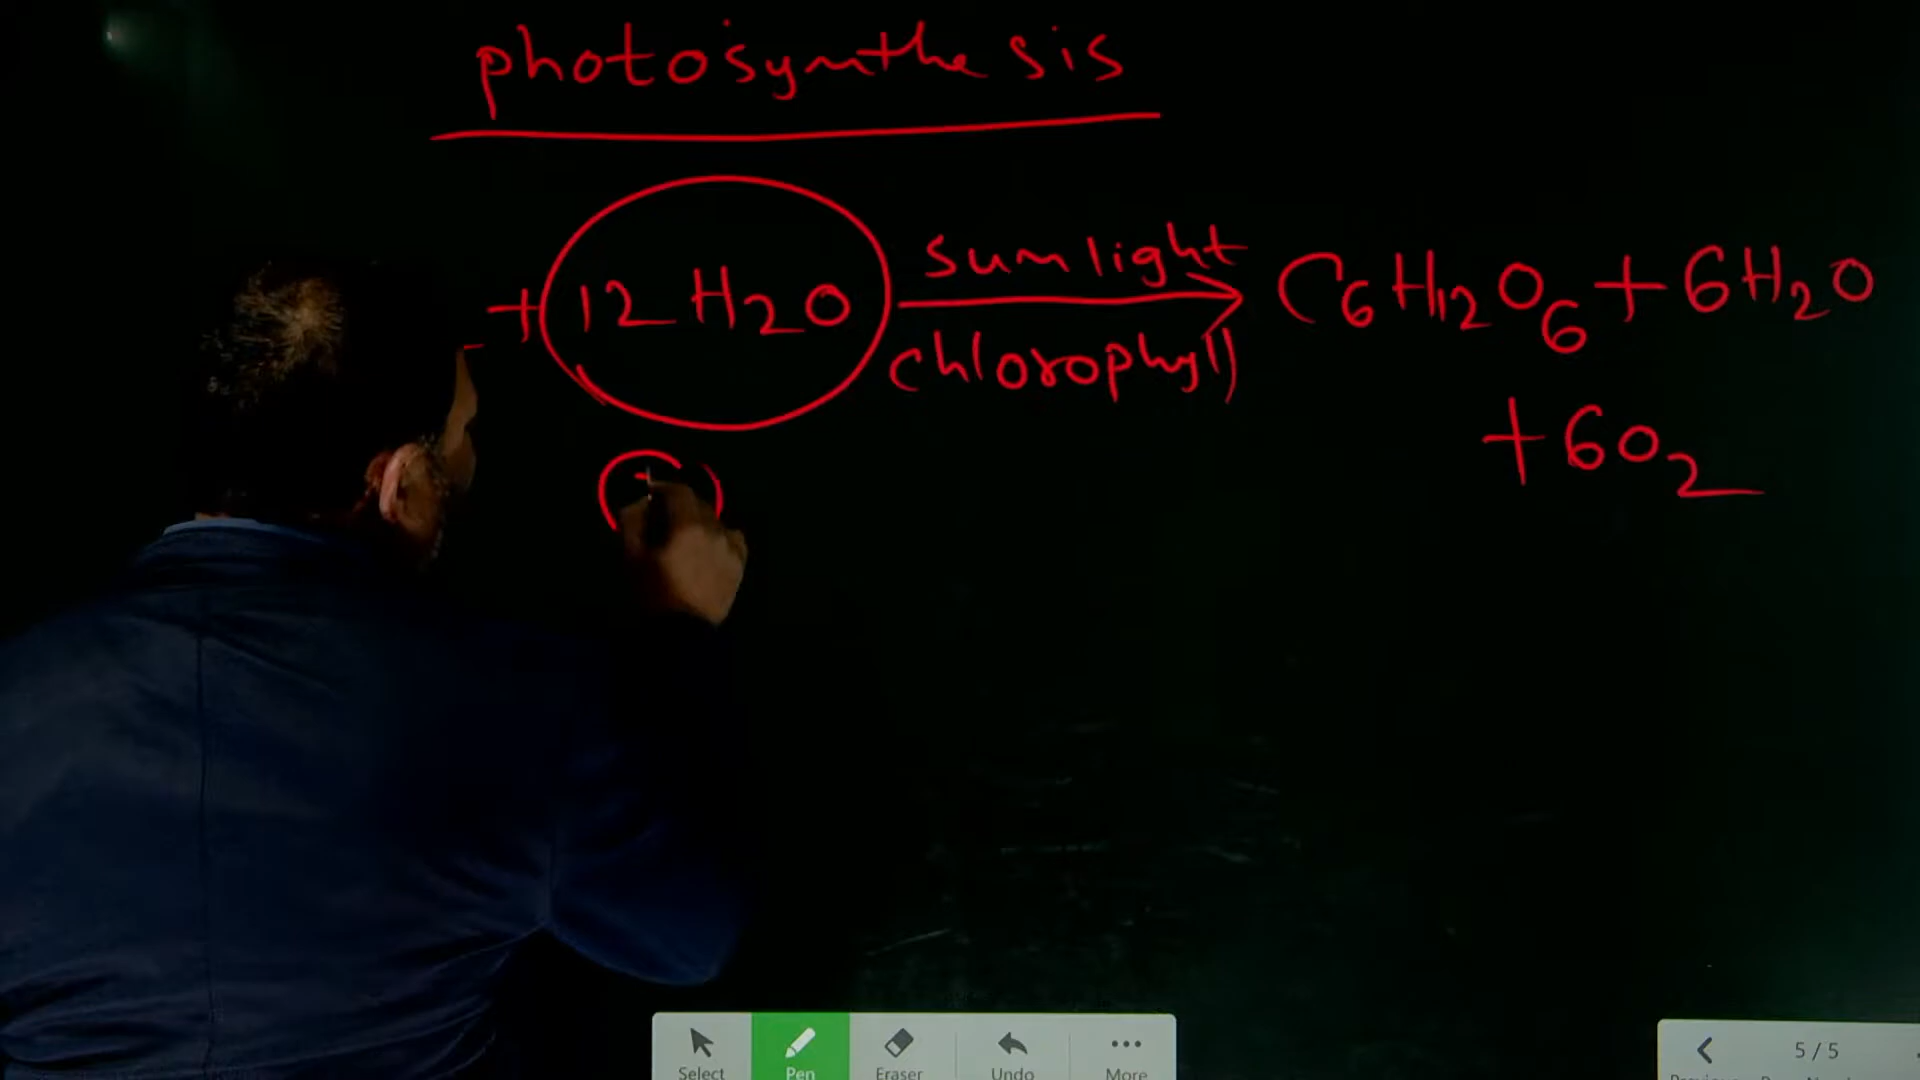 photosynthesis
+ 12 H2O sunlight C6H12O6 + 6H2O
chlorophyll
+ 6O2
Select Pen Eraser Undo More
5 / 5